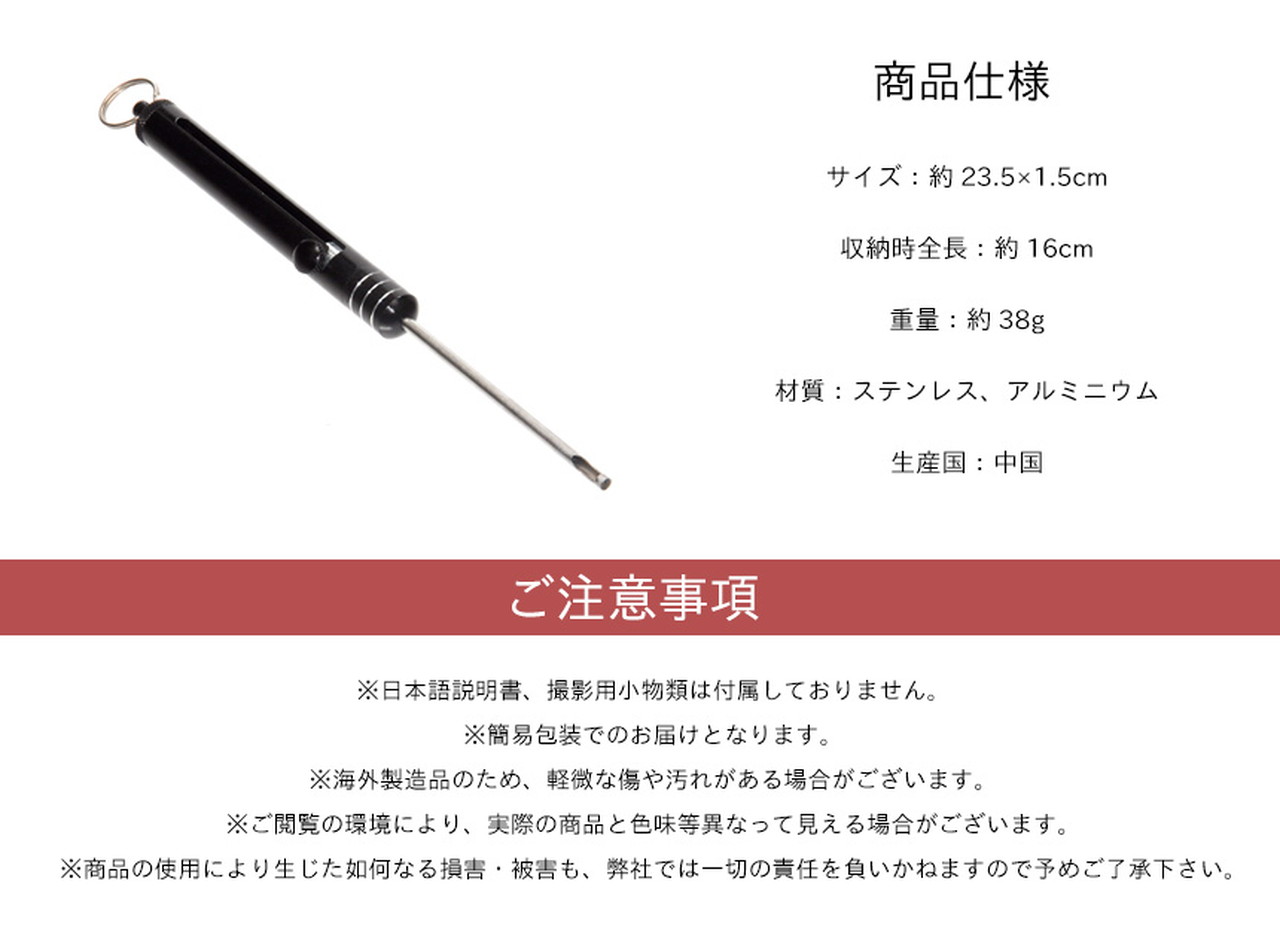 商品仕様
サイズ：約 23.5×1.5cm
収納時全長：約 16cm
重量：約 38g
材質：ステンレス、アルミニウム
生産国：中国
ご注意事項
※日本語説明書、撮影用小物類は付属しておりません。
※簡易包装でのお届けとなります。
※海外製造品のため、軽微な傷や汚れがある場合がございます。
※ご閲覧の環境により、実際の商品と色味等異なって見える場合がございます。
※商品の使用により生じた如何なる損害・被害も、弊社では一切の責任を負いかねますので予めご了承下さい。